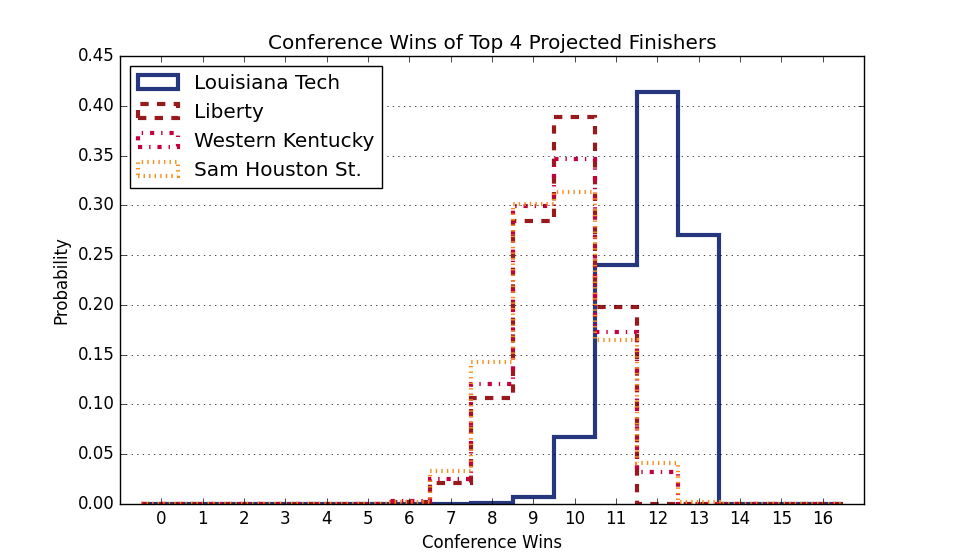 Conference Wins of Top 4 Projected Finishers
Louisiana Tech
Liberty
Western Kentucky
Sam Houston St.
Probability
0.45
0.40
0.35
0.30
0.25
0.20
0.15
0.10
0.05
0.00
0 1 2 3 4 5 6 7 8 9 10 11 12 13 14 15 16
Conference Wins